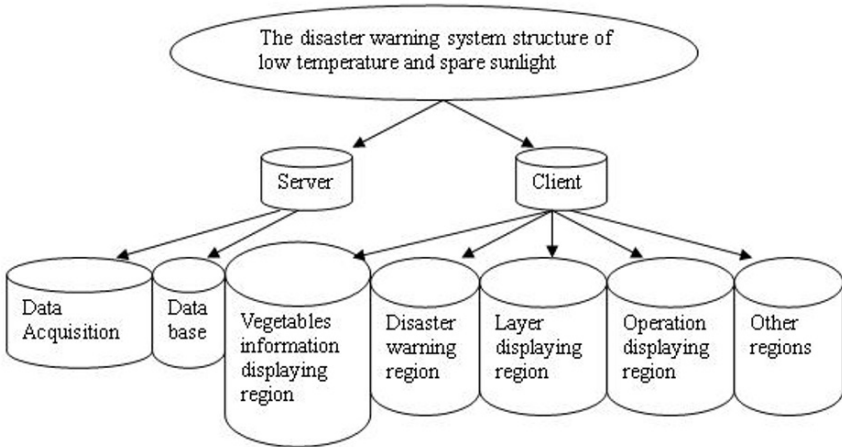 The disaster warning system structure of
low temperature and spare sunlight
Server
Client
Data
Acquisition
Data
base
Vegetables
information
displaying
region
Disaster
warning
region
Layer
displaying
region
Operation
displaying
region
Other
regions